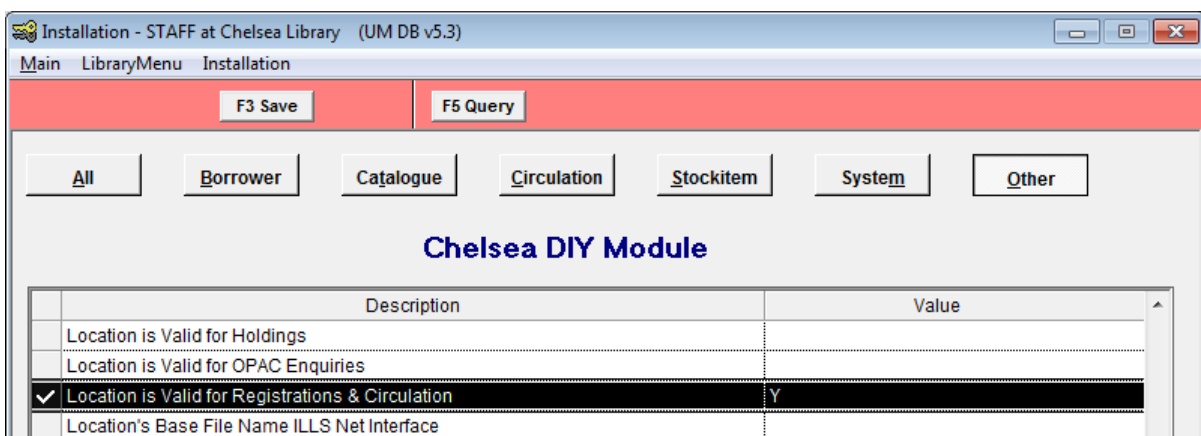 Installation - STAFF at Chelsea Library (UM DB v5.3)
Main LibraryMenu Installation
F3 Save F5 Query
All Borrower Catalogue Circulation Stockitem System Other
Chelsea DIY Module
Description Value
Location is Valid for Holdings
Location is Valid for OPAC Enquiries
Location is Valid for Registrations & Circulation Y
Location's Base File Name ILLS Net Interface